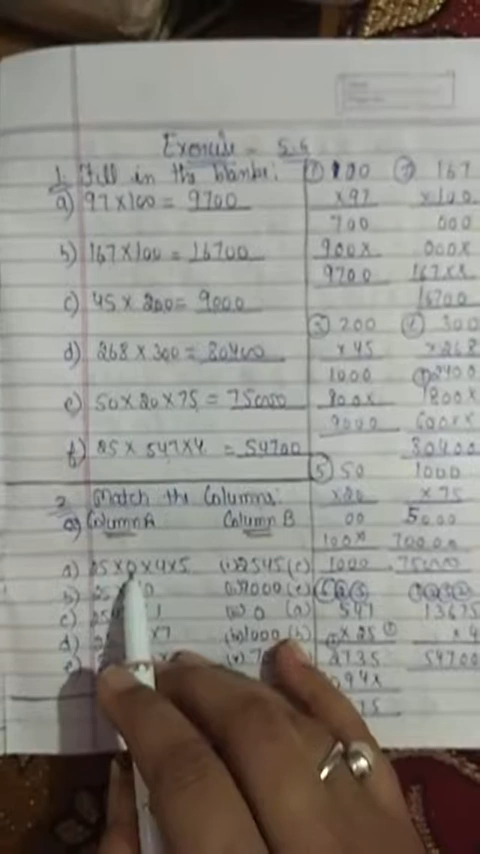 Exercise - 5.5
1. Fill in the blanks:
a) 97 x 100 = 9700
b) 167 x 100 = 16700
c) 45 x 200 = 9000
d) 268 x 300 = 80400
e) 50 x 20 x 75 = 75000
f) 25 x 547 x 4 = 54700
2. Match the Columns:
Column A Column B
a) 25 x 0 x 4 x 5 (i) 2545 (c)
b) (ii) 7000 (e)
c) (iii) 0 (a)
d) x 7 (iv) 1000 (b)
e) (v)
① 100
x 97
700
900x
9700
② 167
x 100
000
000x
167xx
16700
③ 200
x 45
1000
800x
9000
④ 300
x 268
2400
1800x
600xx
80400
⑤ 50
x 20
00
100x
1000
1000
x 75
5000
70000
75000
547
x 25
2735
094x
13675
x 4
54700